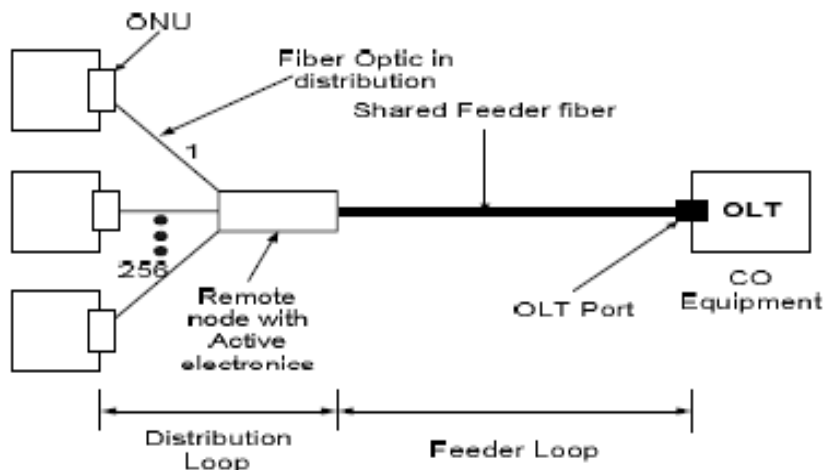 ONU
Fiber Optic in
distribution
Shared Feeder fiber
1
OLT
256
Remote
node with
Active
electronics
OLT Port
CO
Equipment
Distribution
Loop
Feeder Loop